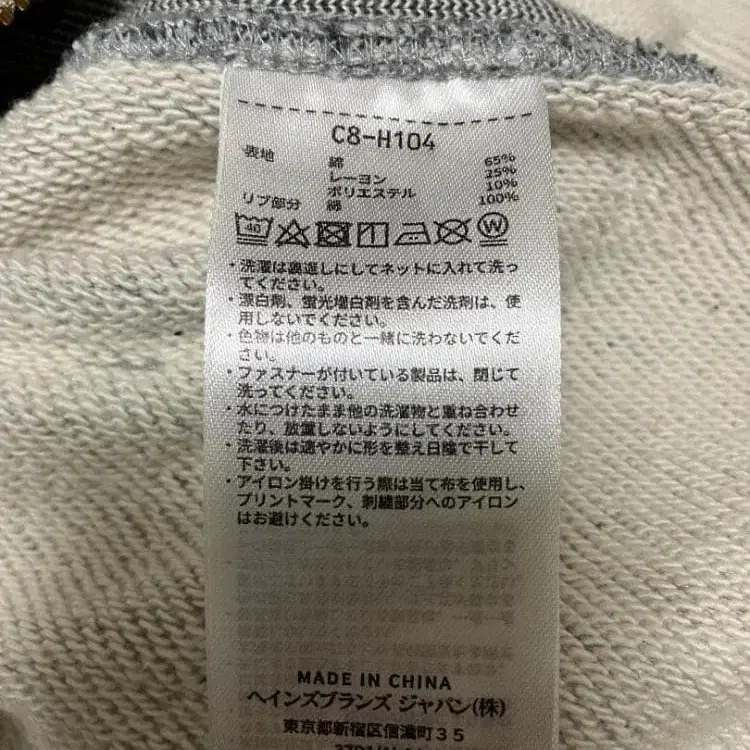 C8-H104
表地 綿 65%
レーヨン 25%
ポリエステル 10%
リブ部分 綿 100%
40
W
・洗濯は裏返しにしてネットに入れて洗っ
てください。
・漂白剤、蛍光増白剤を含んだ洗剤は、使
用しないでください。
・色物は他のものと一緒に洗わないでくだ
さい。
・ファスナーが付いている製品は、閉じて
洗ってください。
・水につけたまま他の洗濯物と重ね合わせ
たり、放置しないようにしてください。
・洗濯後は速やかに形を整え日陰で干して
下さい。
・アイロン掛けを行う際は当て布を使用し、
プリントマーク、刺繍部分へのアイロン
はお避けください。
MADE IN CHINA
ヘインズブランズ ジャパン(株)
東京都新宿区信濃町35